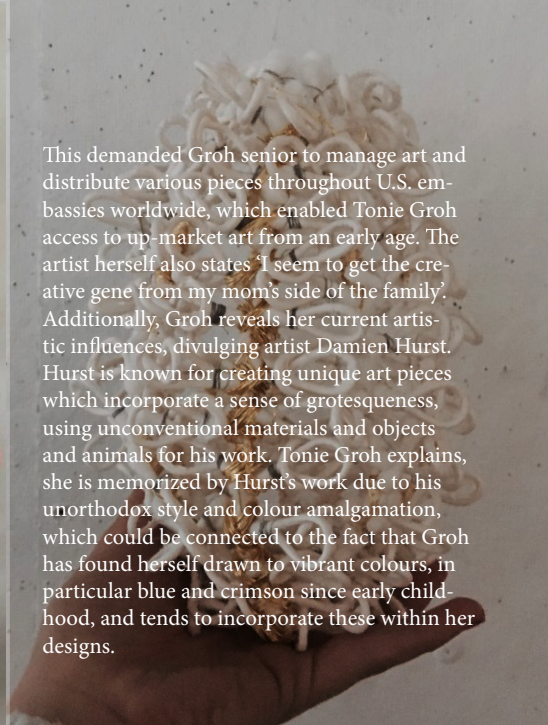 This demanded Groh senior to manage art and
distribute various pieces throughout U.S. em-
bassies worldwide, which enabled Tonie Groh
access to up-market art from an early age. The
artist herself also states ‘I seem to get the cre-
ative gene from my mom’s side of the family’.
Additionally, Groh reveals her current artis-
tic influences, divulging artist Damien Hurst.
Hurst is known for creating unique art pieces
which incorporate a sense of grotesqueness,
using unconventional materials and objects
and animals for his work. Tonie Groh explains,
she is memorized by Hurst’s work due to his
unorthodox style and colour amalgamation,
which could be connected to the fact that Groh
has found herself drawn to vibrant colours, in
particular blue and crimson since early child-
hood, and tends to incorporate these within her
designs.